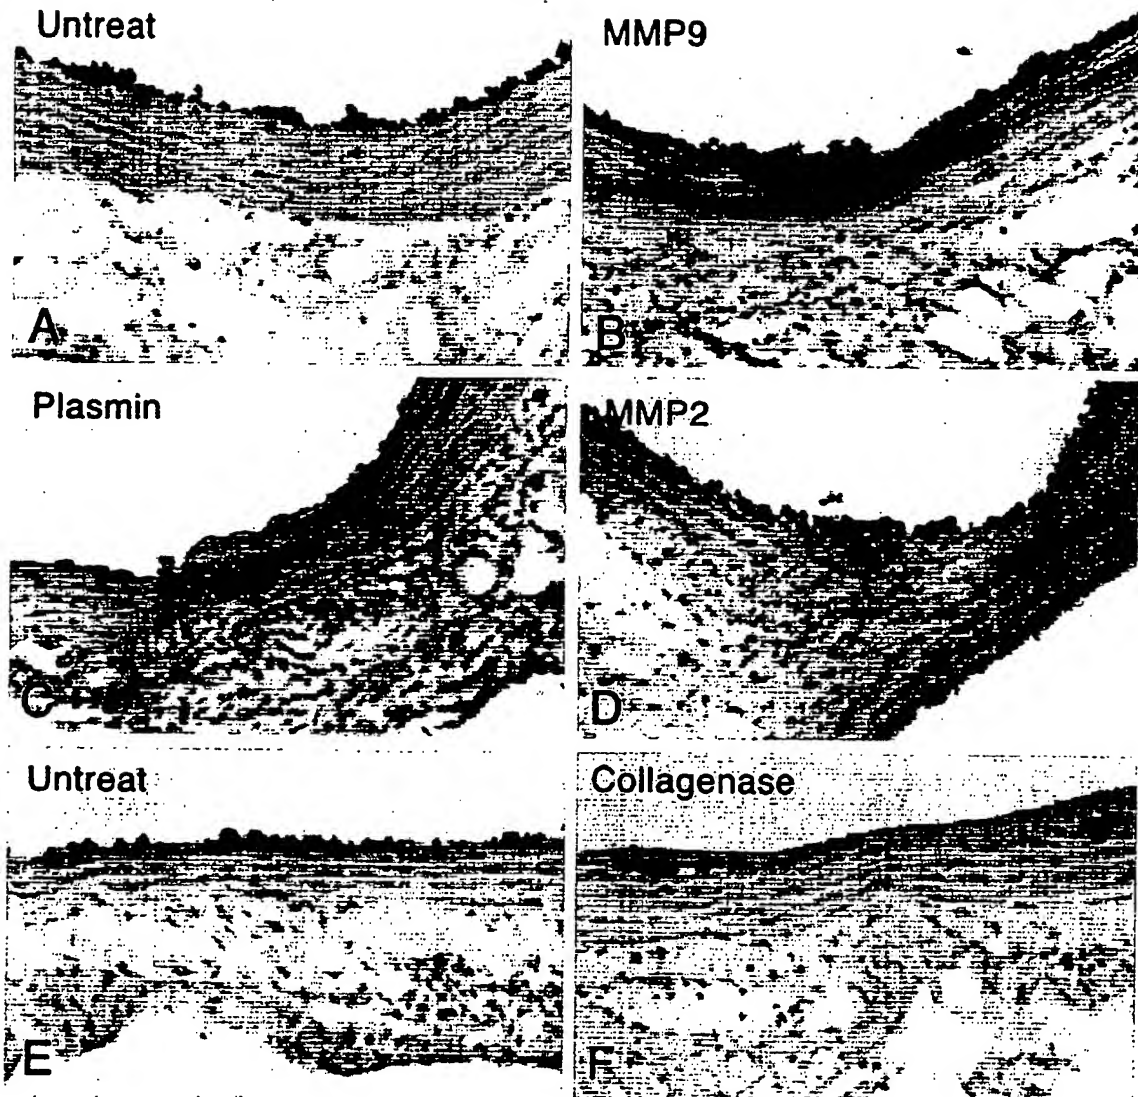 Untreat
MMP9
A
B
Plasmin
MMP2
C
D
Untreat
Collagenase
E
F